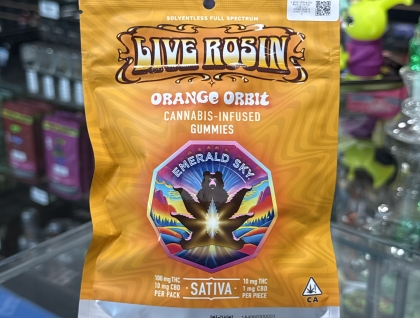 SOLVENTLESS FULL SPECTRUM
LIVE ROSIN
ORANGE ORBIT
CANNABIS-INFUSED
GUMMIES
EMERALD SKY
100 mg THC
10 mg CBD
PER PACK
SATIVA
10 mg THC
1 mg CBD
PER PIECE
CA